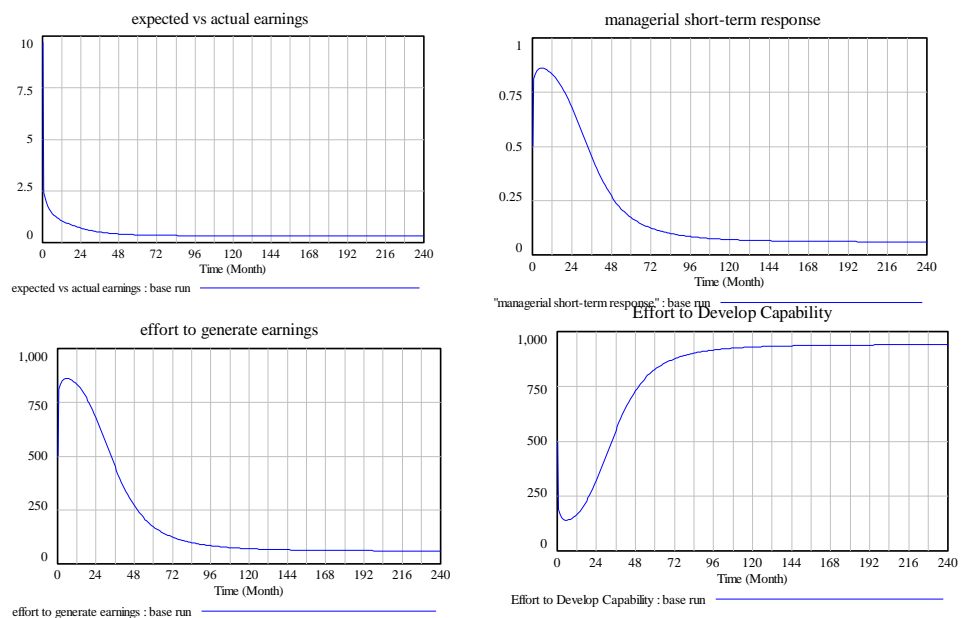 expected vs actual earnings
10
7.5
5
2.5
0
0 24 48 72 96 120 144 168 192 216 240
Time (Month)
expected vs actual earnings : base run
managerial short-term response
1
0.75
0.5
0.25
0
0 24 48 72 96 120 144 168 192 216 240
Time (Month)
"managerial short-term response" : base run
effort to generate earnings
1,000
750
500
250
0
0 24 48 72 96 120 144 168 192 216 240
Time (Month)
effort to generate earnings : base run
Effort to Develop Capability
1,000
750
500
250
0
0 24 48 72 96 120 144 168 192 216 240
Time (Month)
Effort to Develop Capability : base run